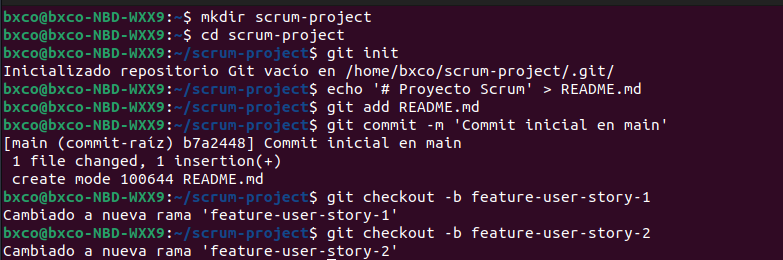 bxco@bxco-NBD-WXX9:~$ mkdir scrum-project
bxco@bxco-NBD-WXX9:~$ cd scrum-project
bxco@bxco-NBD-WXX9:~/scrum-project$ git init
Inicializado repositorio Git vacío en /home/bxco/scrum-project/.git/
bxco@bxco-NBD-WXX9:~/scrum-project$ echo '# Proyecto Scrum' > README.md
bxco@bxco-NBD-WXX9:~/scrum-project$ git add README.md
bxco@bxco-NBD-WXX9:~/scrum-project$ git commit -m 'Commit inicial en main'
[main (commit-raíz) b7a2448] Commit inicial en main
 1 file changed, 1 insertion(+)
 create mode 100644 README.md
bxco@bxco-NBD-WXX9:~/scrum-project$ git checkout -b feature-user-story-1
Cambiado a nueva rama 'feature-user-story-1'
bxco@bxco-NBD-WXX9:~/scrum-project$ git checkout -b feature-user-story-2
Cambiado a nueva rama 'feature-user-story-2'